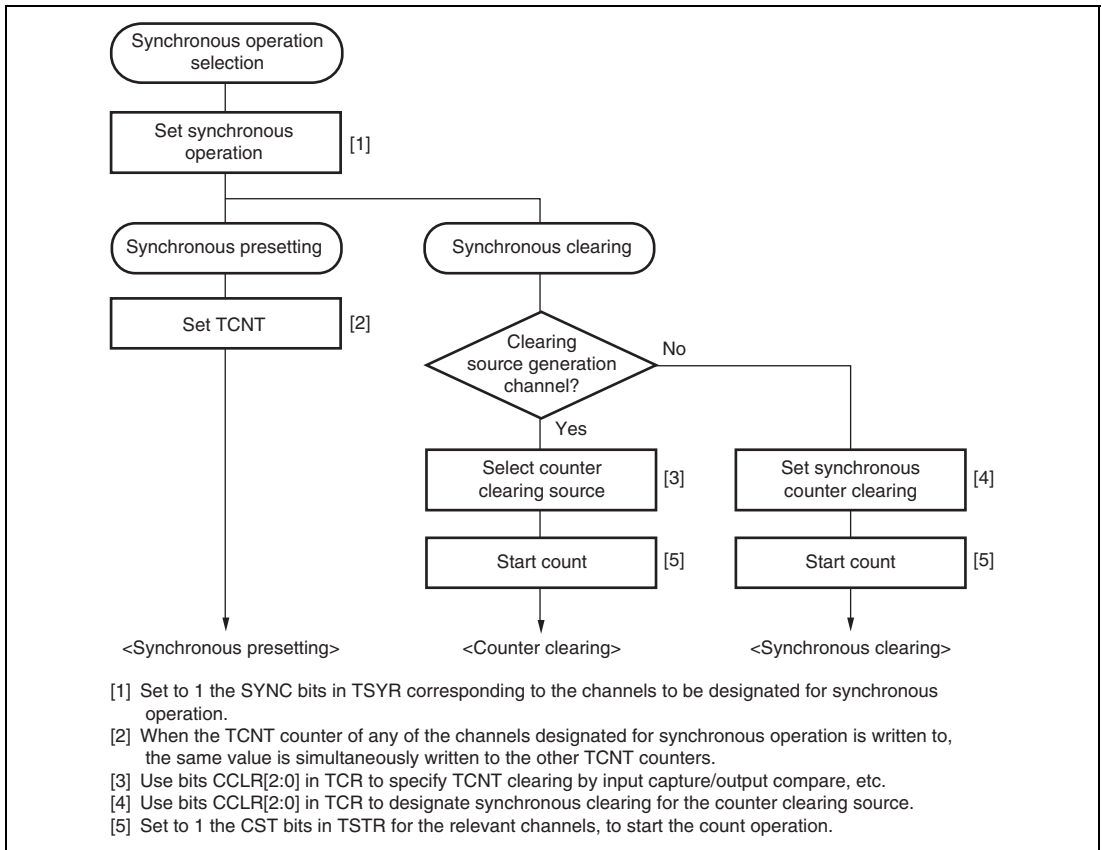 Synchronous operation
selection
Set synchronous
operation
[1]
Synchronous presetting
Synchronous clearing
Set TCNT
[2]
Clearing
source generation
channel?
No
Yes
Select counter
clearing source
[3]
Set synchronous
counter clearing
[4]
Start count
[5]
Start count
[5]
<Synchronous presetting>
<Counter clearing>
<Synchronous clearing>
[1] Set to 1 the SYNC bits in TSYR corresponding to the channels to be designated for synchronous
operation.
[2] When the TCNT counter of any of the channels designated for synchronous operation is written to,
the same value is simultaneously written to the other TCNT counters.
[3] Use bits CCLR[2:0] in TCR to specify TCNT clearing by input capture/output compare, etc.
[4] Use bits CCLR[2:0] in TCR to designate synchronous clearing for the counter clearing source.
[5] Set to 1 the CST bits in TSTR for the relevant channels, to start the count operation.